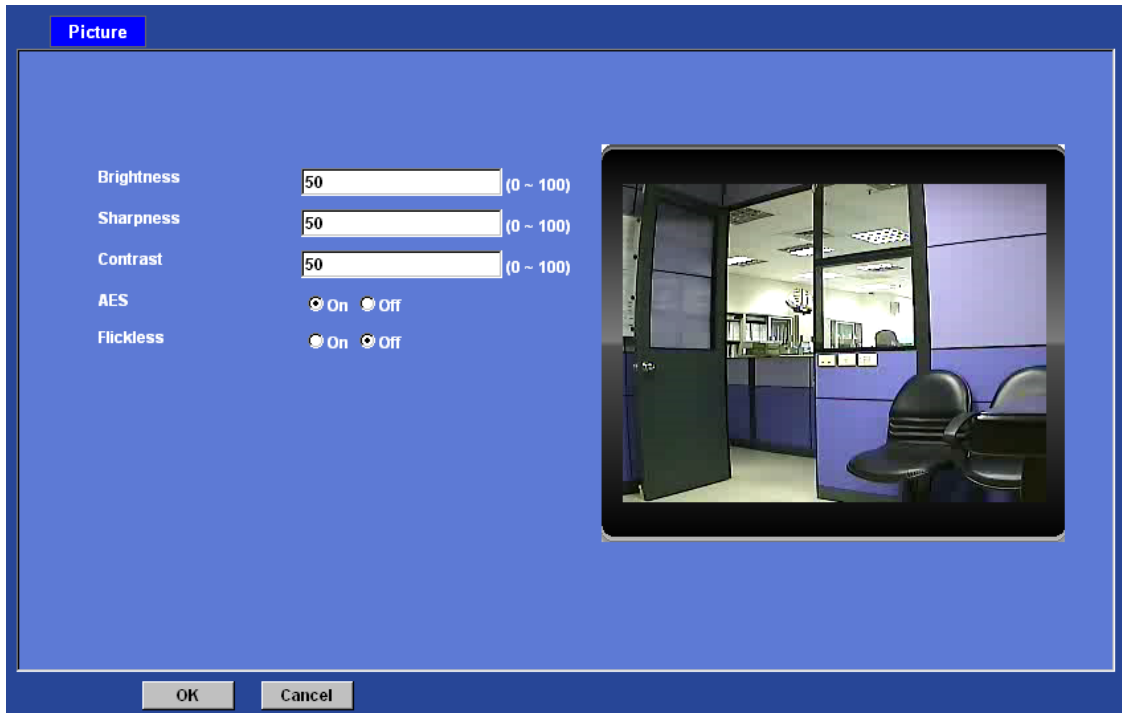 Picture
Brightness 50 (0 ~ 100)
Sharpness 50 (0 ~ 100)
Contrast 50 (0 ~ 100)
AES On Off
Flickless On Off
OK Cancel